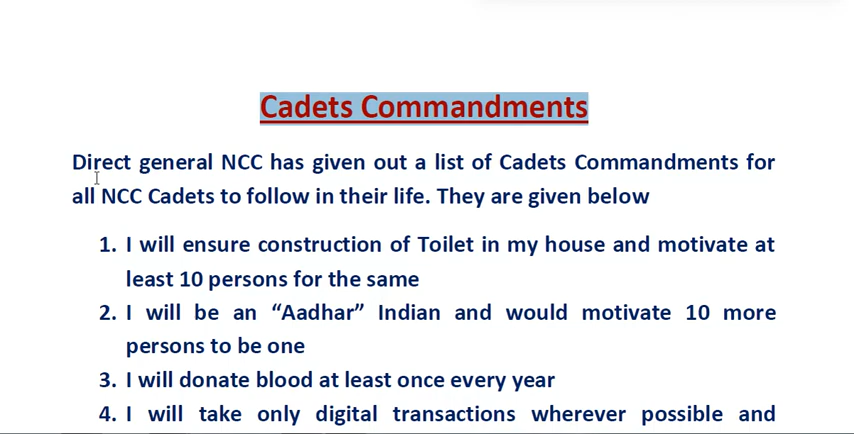 Cadets Commandments
Direct general NCC has given out a list of Cadets Commandments for
all NCC Cadets to follow in their life. They are given below
1. I will ensure construction of Toilet in my house and motivate at
least 10 persons for the same
2. I will be an “Aadhar” Indian and would motivate 10 more
persons to be one
3. I will donate blood at least once every year
4. I will take only digital transactions wherever possible and